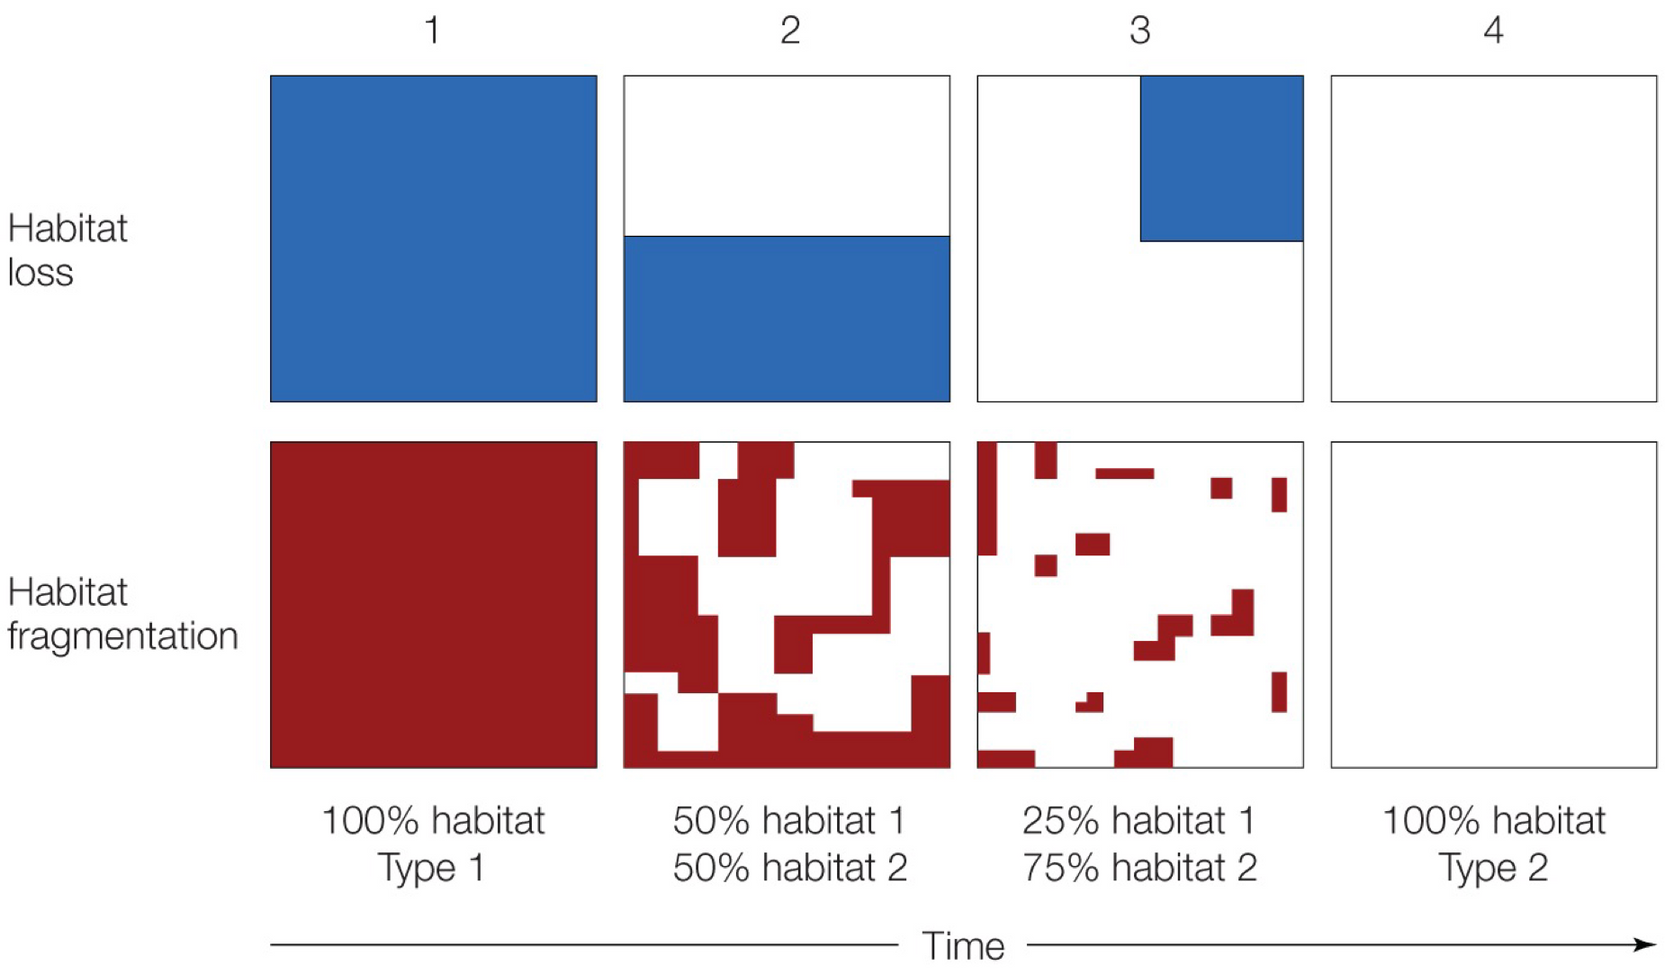 1 2 3 4
Habitat
loss
Habitat
fragmentation
100% habitat
Type 1
50% habitat 1
50% habitat 2
25% habitat 1
75% habitat 2
100% habitat
Type 2
Time